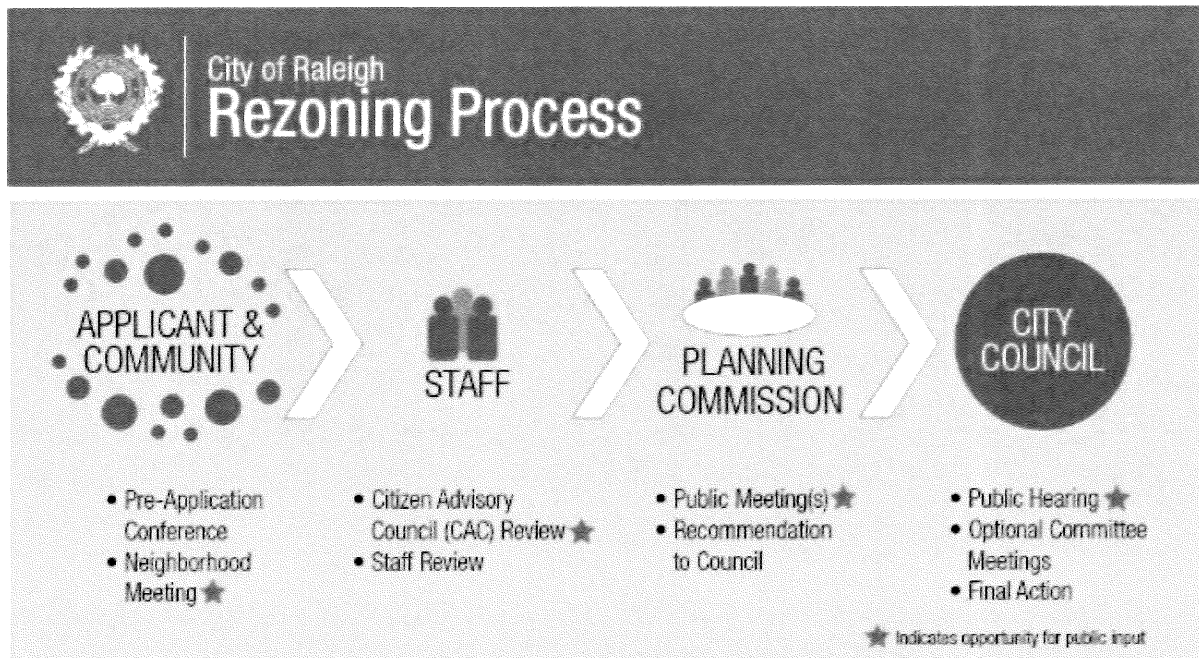 City of Raleigh
Rezoning Process
APPLICANT &
COMMUNITY
STAFF
PLANNING
COMMISSION
CITY
COUNCIL
• Pre-Application
Conference
• Neighborhood
Meeting ★
• Citizen Advisory
Council (CAC) Review ★
• Staff Review
• Public Meeting(s) ★
• Recommendation
to Council
• Public Hearing ★
• Optional Committee
Meetings
• Final Action
★ Indicates opportunity for public input